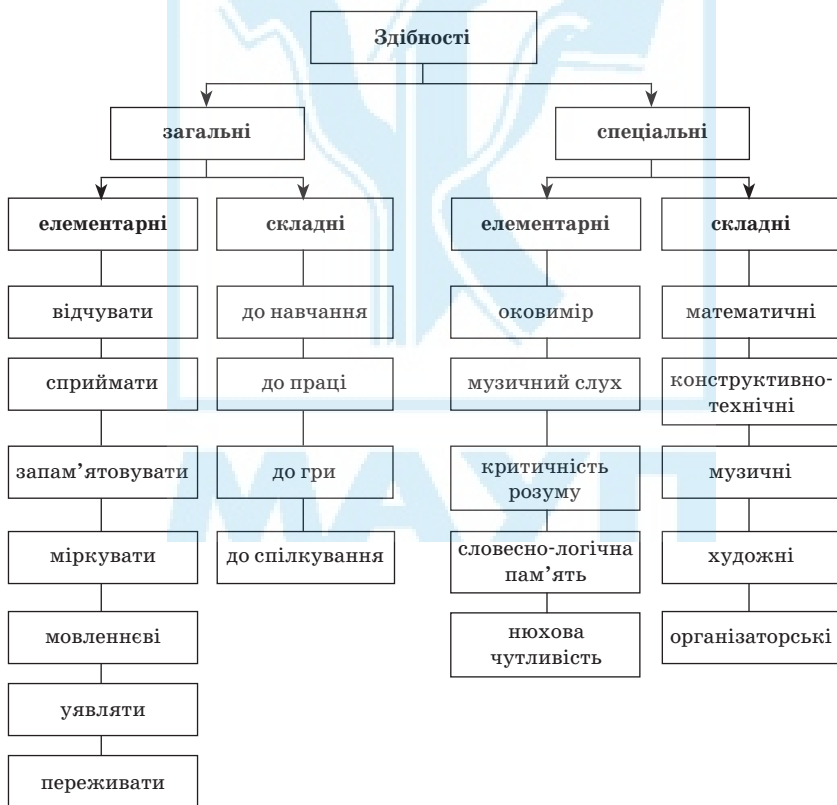 Здібності
загальні
спеціальні
елементарні
складні
елементарні
складні
відчувати
до навчання
оковимір
математичні
сприймати
до праці
музичний слух
конструктивно-
технічні
запам’ятовувати
до гри
критичність
розуму
музичні
міркувати
до спілкування
словесно-логічна
пам’ять
художні
мовленнєві
нюхова
чутливість
організаторські
уявляти
переживати
МАУП